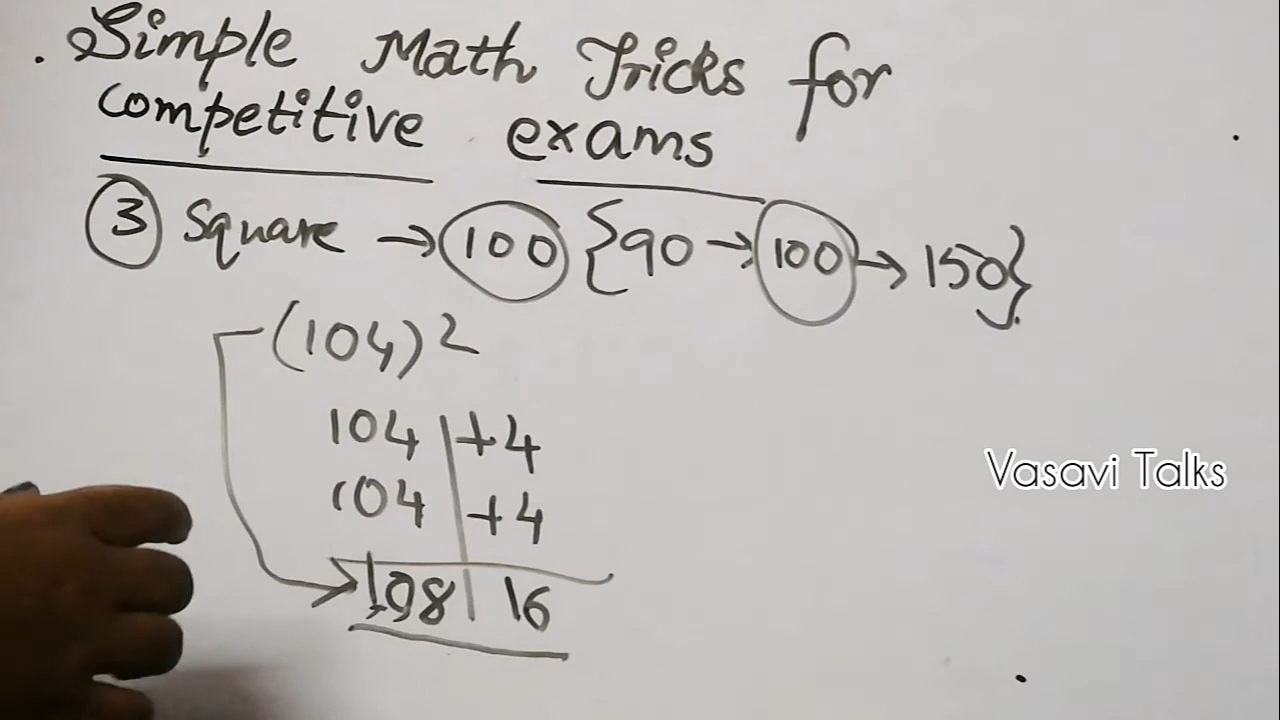 Simple Math Tricks for
competitive exams
3 Square → 100 {90 → 100 → 150}
(104)2
104 | +4
104 | +4
108 | 16
Vasavi Talks